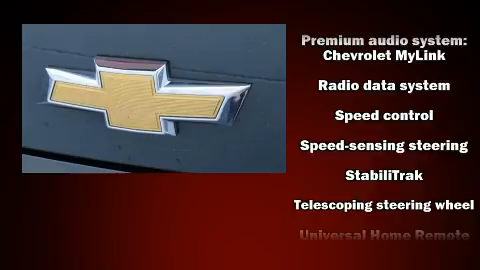 Premium audio system:
Chevrolet MyLink
Radio data system
Speed control
Speed-sensing steering
StabiliTrak
Telescoping steering wheel
Universal Home Remote